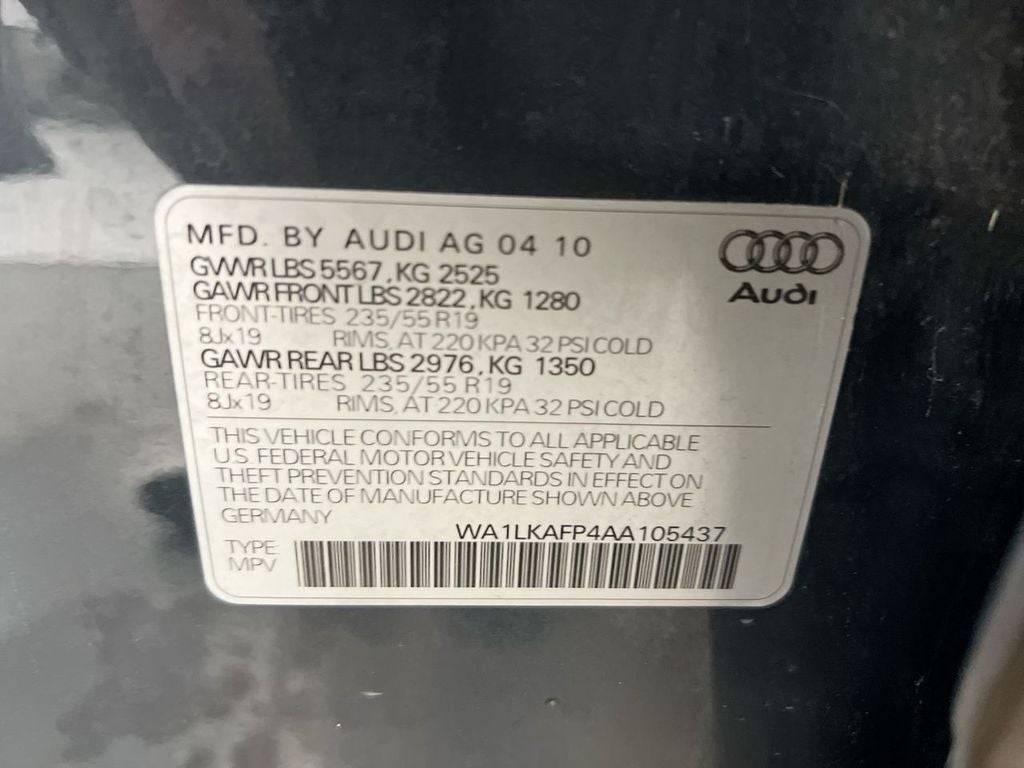 MFD. BY AUDI AG 04 10
GVWR LBS 5567, KG 2525
GAWR FRONT LBS 2822, KG 1280
FRONT-TIRES 235/55 R19
8Jx19 RIMS, AT 220 KPA 32 PSI COLD
GAWR REAR LBS 2976, KG 1350
REAR-TIRES 235/55 R19
8Jx19 RIMS, AT 220 KPA 32 PSI COLD
Audi
THIS VEHICLE CONFORMS TO ALL APPLICABLE
U.S. FEDERAL MOTOR VEHICLE SAFETY AND
THEFT PREVENTION STANDARDS IN EFFECT ON
THE DATE OF MANUFACTURE SHOWN ABOVE
GERMANY
WA1LKAFP4AA105437
TYPE
MPV